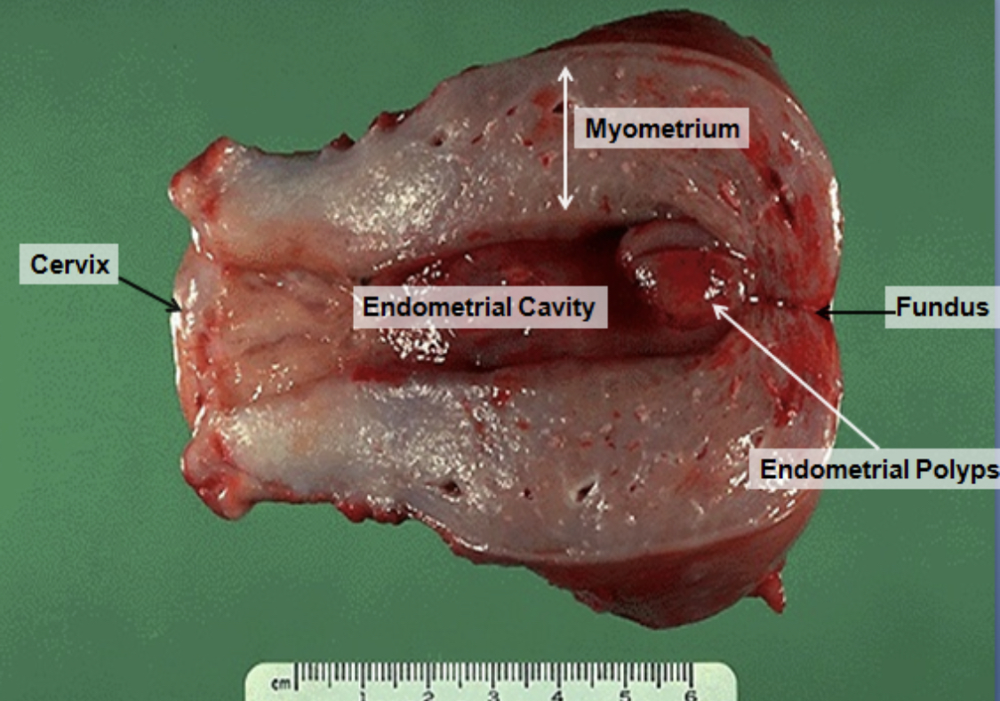 Myometrium
Cervix
Endometrial Cavity
Fundus
Endometrial Polyps
cm 1 2 3 4 5 6